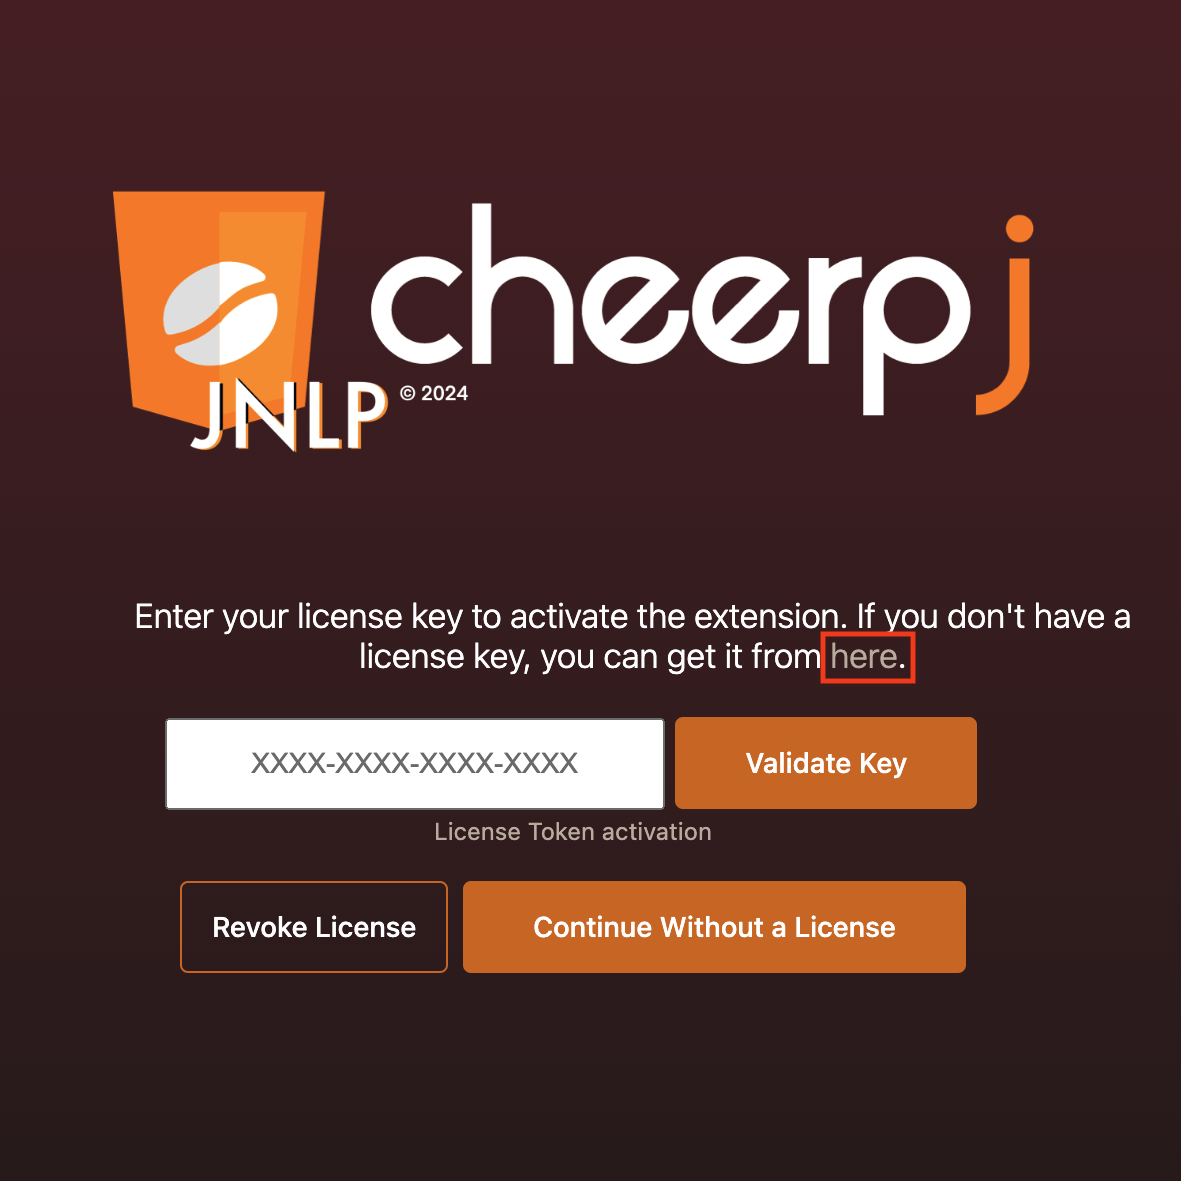 cheerpj
JNLP © 2024
Enter your license key to activate the extension. If you don't have a
license key, you can get it from here.
XXXX-XXXX-XXXX-XXXX
Validate Key
License Token activation
Revoke License
Continue Without a License